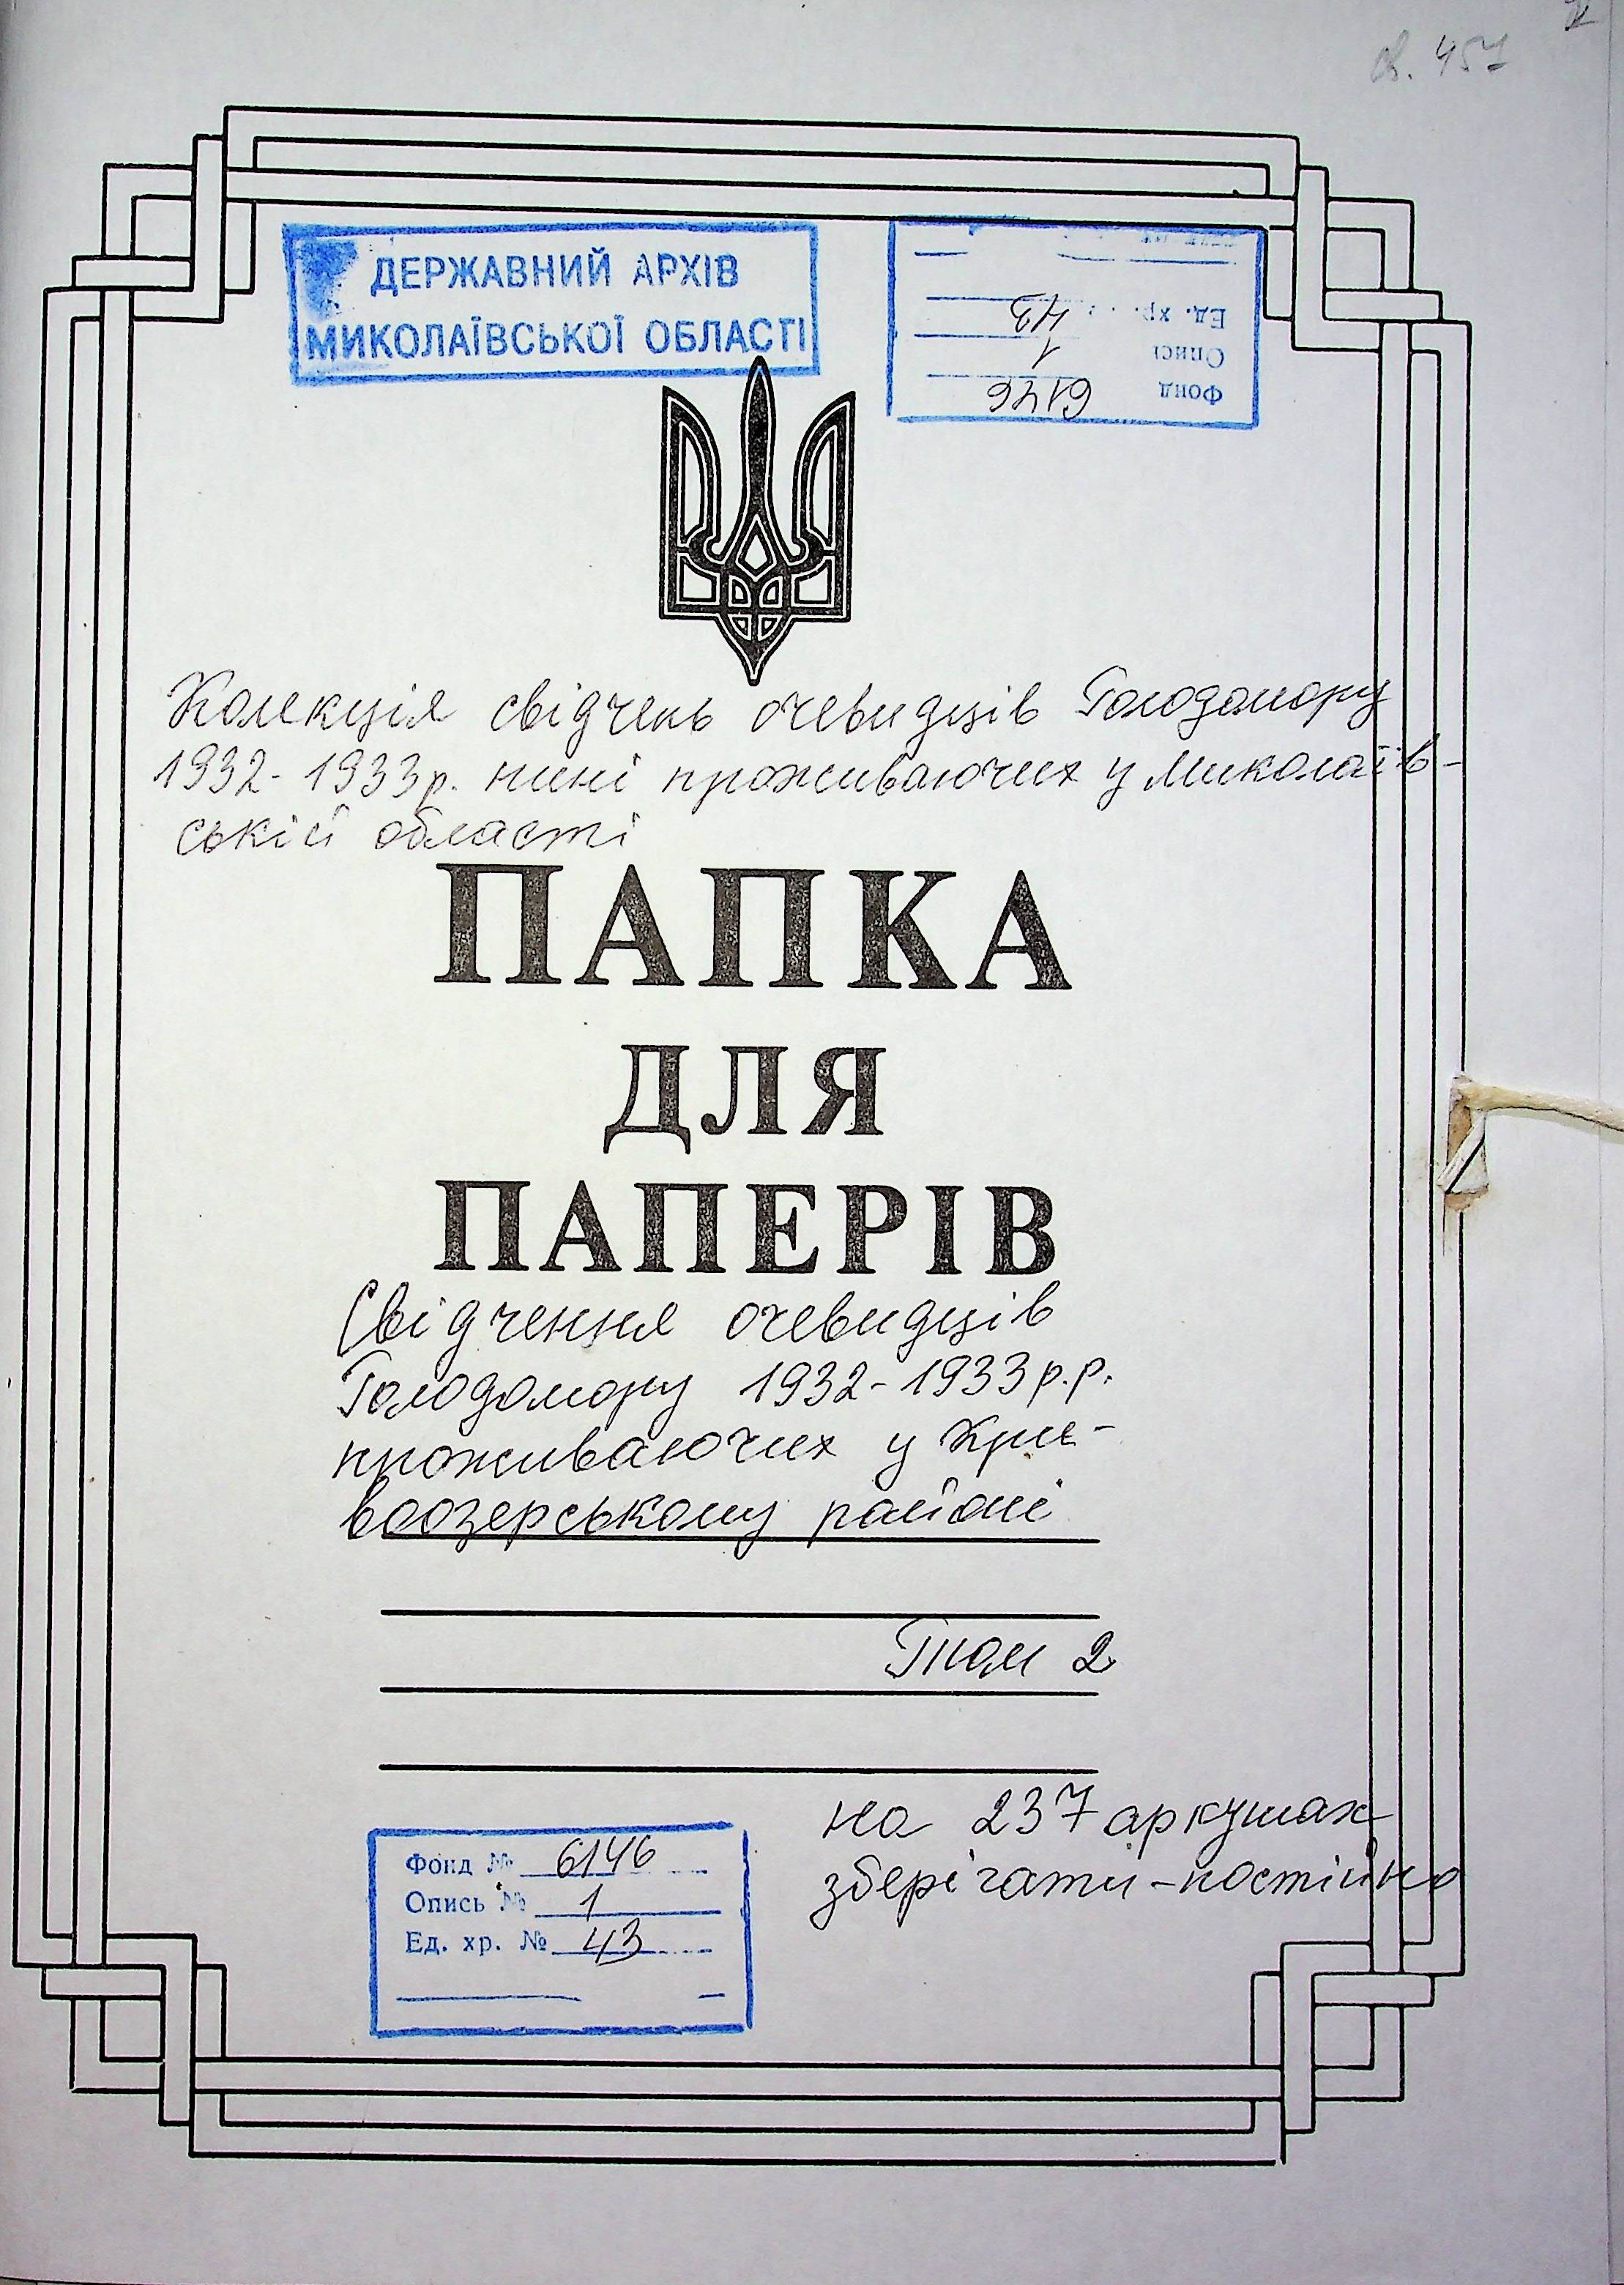 457
ДЕРЖАВНИЙ АРХІВ
МИКОЛАЇВСЬКОЇ ОБЛАСТІ
Фонд 6146
Опис 1
Ед. хр. 43
Колекція свідчень очевидців Голодомору
1932-1933р. нині проживаючих у Миколаїв-
ській області
ПАПКА
ДЛЯ
ПАПЕРІВ
Свідчення очевидців
Голодомору 1932-1933р.р.
проживаючих у Кри-
воозерському районі
Том 2
на 237 аркушах
зберігати - постійно
Фонд № 6146
Опись № 1
Ед. хр. № 43